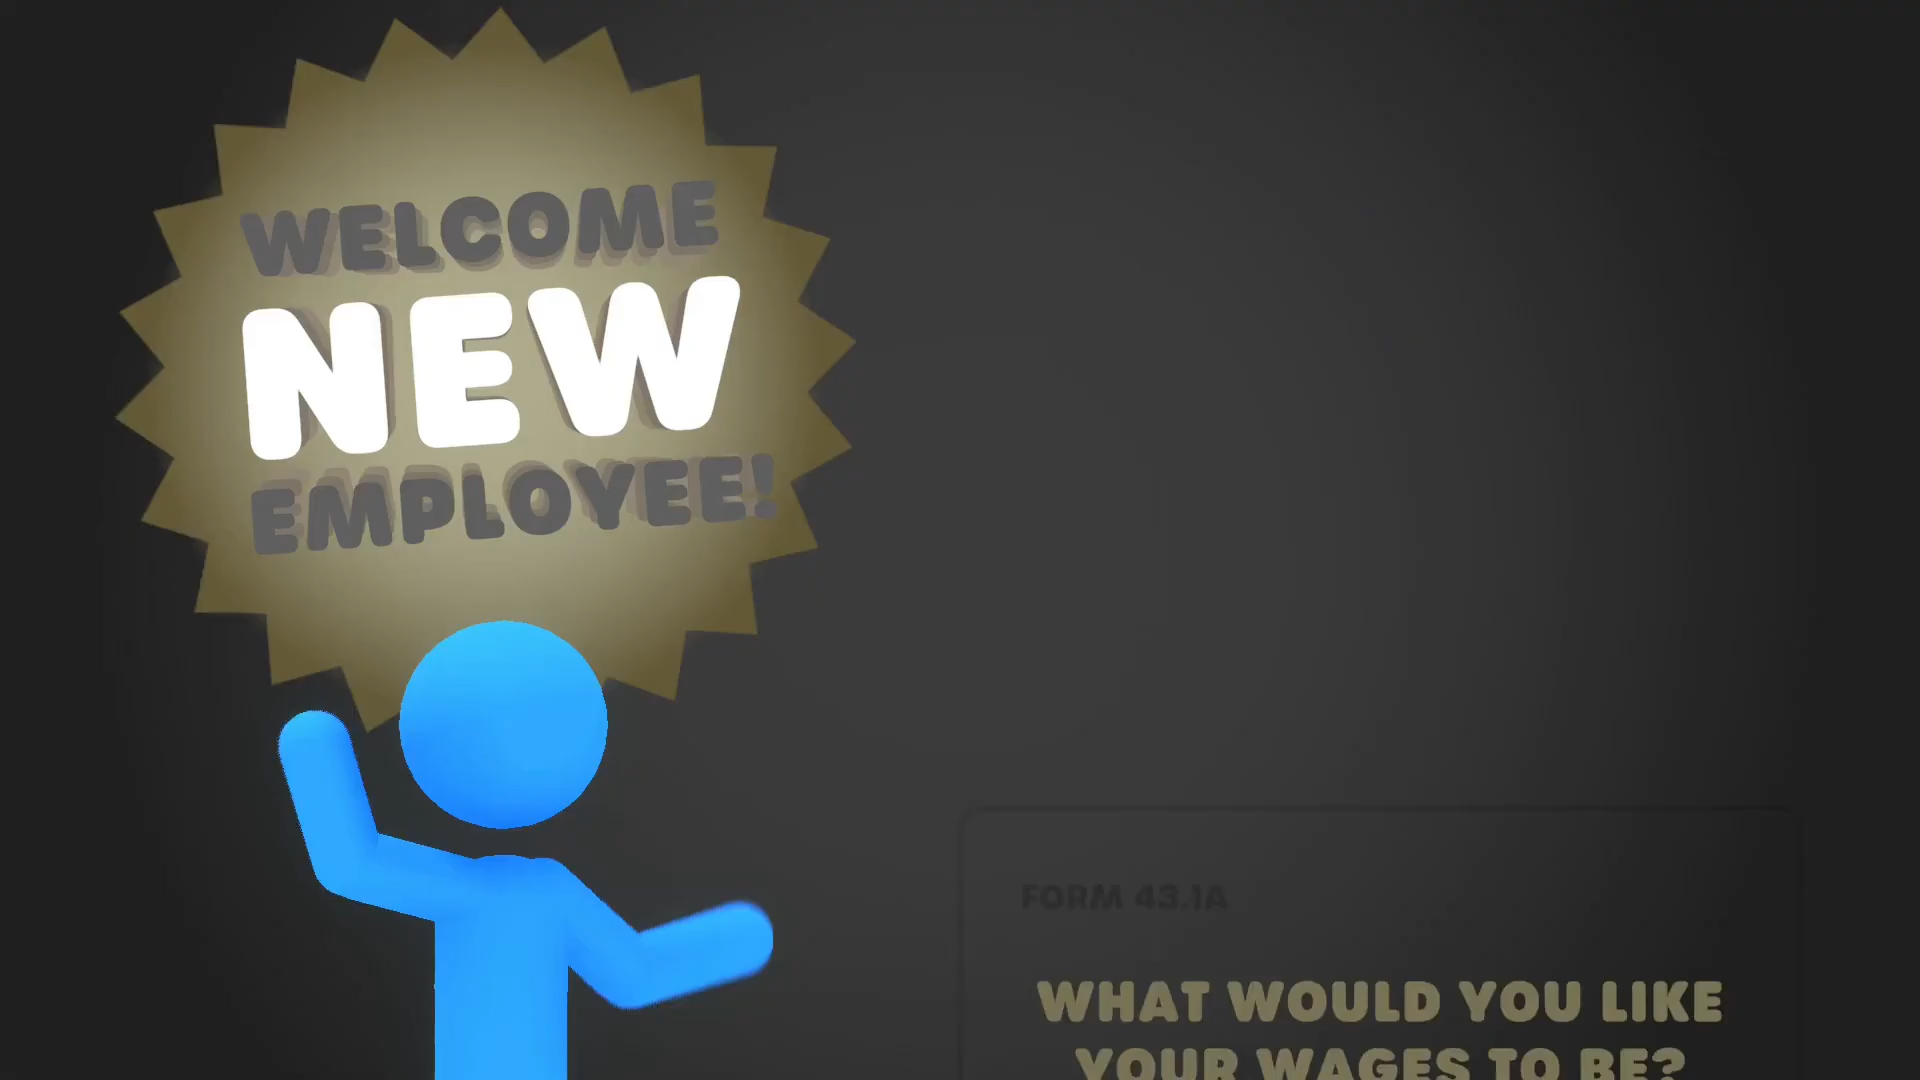 WELCOME
NEW
EMPLOYEE!
FORM 43.1A
WHAT WOULD YOU LIKE
YOUR WAGES TO BE?